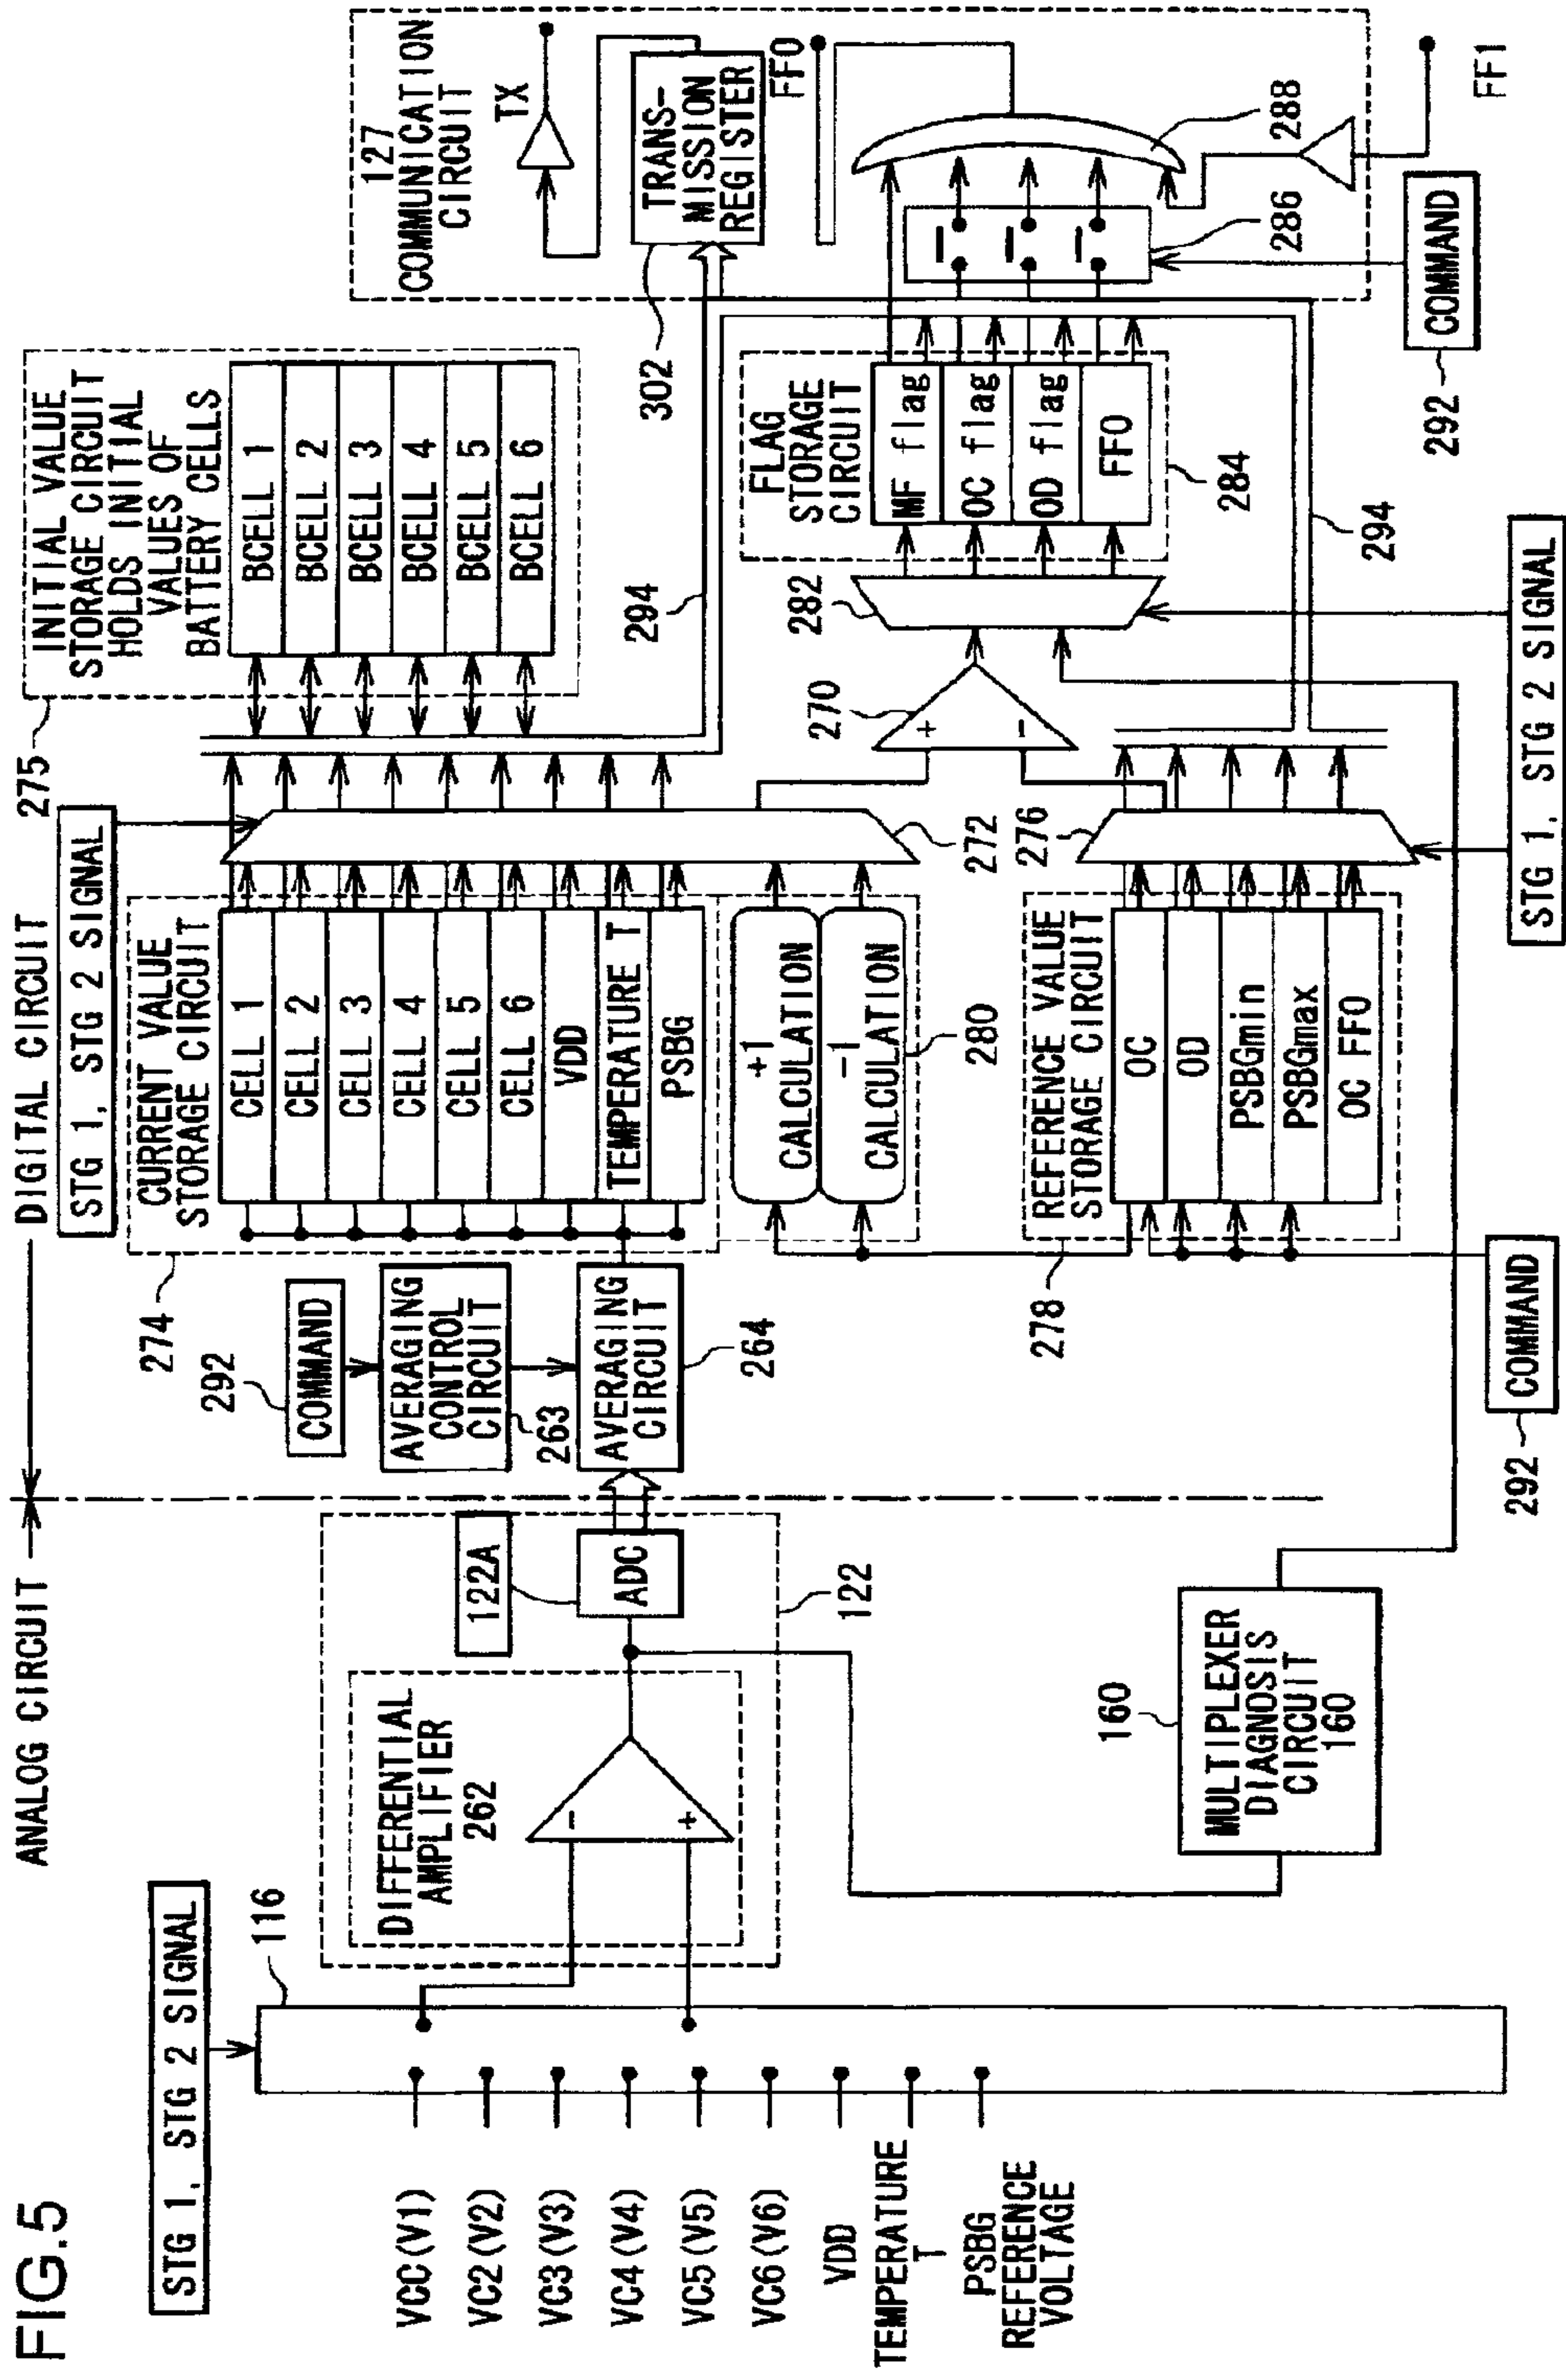 FIG.5
ANALOG CIRCUIT
DIGITAL CIRCUIT
STG 1, STG 2 SIGNAL
116
VCC(V1)
VC2(V2)
VC3(V3)
VC4(V4)
VC5(V5)
VC6(V6)
VDD
TEMPERATURE
T
PSBG
REFERENCE
VOLTAGE
DIFFERENTIAL
AMPLIFIER
262
-
+
122A
ADC
122
160
MULTIPLEXER
DIAGNOSIS
CIRCUIT
160
292
COMMAND
AVERAGING
CONTROL
CIRCUIT
263
AVERAGING
CIRCUIT
264
274
STG 1, STG 2 SIGNAL
CURRENT VALUE
STORAGE CIRCUIT
CELL 1
CELL 2
CELL 3
CELL 4
CELL 5
CELL 6
VDD
TEMPERATURE T
PSBG
+1
CALCULATION
-1
CALCULATION
280
272
278
REFERENCE VALUE
STORAGE CIRCUIT
OC
OD
PSBGmin
PSBGmax
OC FFO
276
292
COMMAND
STG 1, STG 2 SIGNAL
275
INITIAL VALUE
STORAGE CIRCUIT
HOLDS INITIAL
VALUES OF
BATTERY CELLS
BCELL 1
BCELL 2
BCELL 3
BCELL 4
BCELL 5
BCELL 6
294
270
+
-
282
FLAG
STORAGE
CIRCUIT
MF flag
OC flag
OD flag
FFO
284
294
292
COMMAND
127
COMMUNICATION
CIRCUIT
TX
302
TRANS-
MISSION
REGISTER
FFO
286
288
FFI